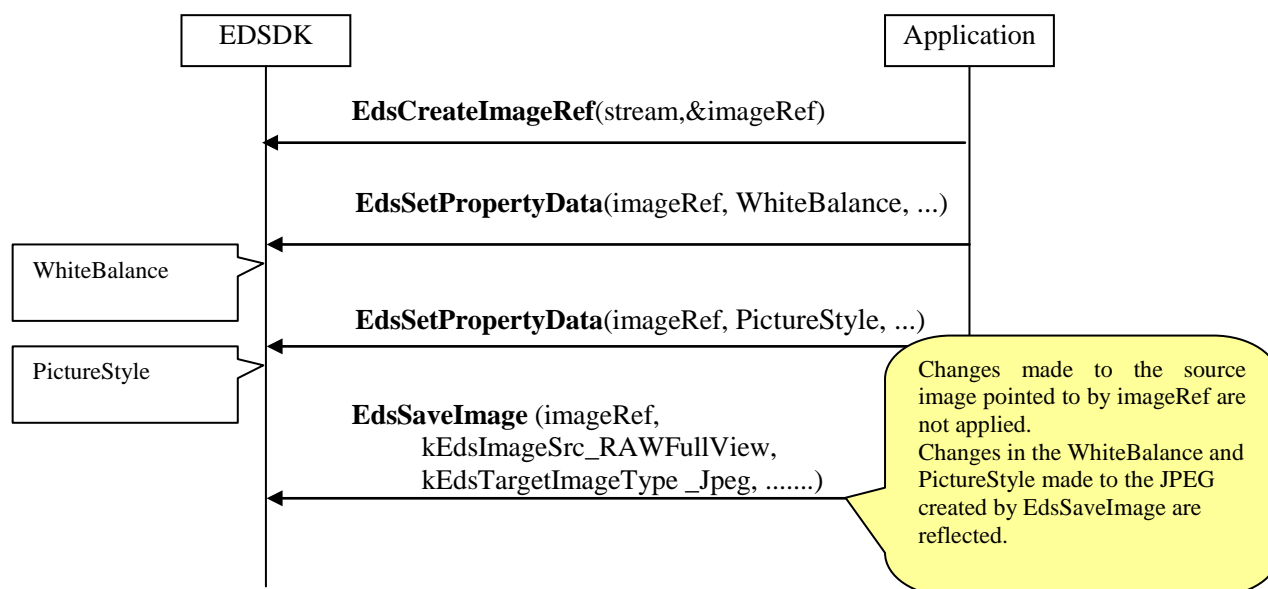 EDSDK
Application
EdsCreateImageRef(stream,&imageRef)
EdsSetPropertyData(imageRef, WhiteBalance, ...)
WhiteBalance
EdsSetPropertyData(imageRef, PictureStyle, ...)
PictureStyle
EdsSaveImage (imageRef,
kEdsImageSrc_RAWFullView,
kEdsTargetImageType _Jpeg, .......)
Changes made to the source
image pointed to by imageRef are
not applied.
Changes in the WhiteBalance and
PictureStyle made to the JPEG
created by EdsSaveImage are
reflected.